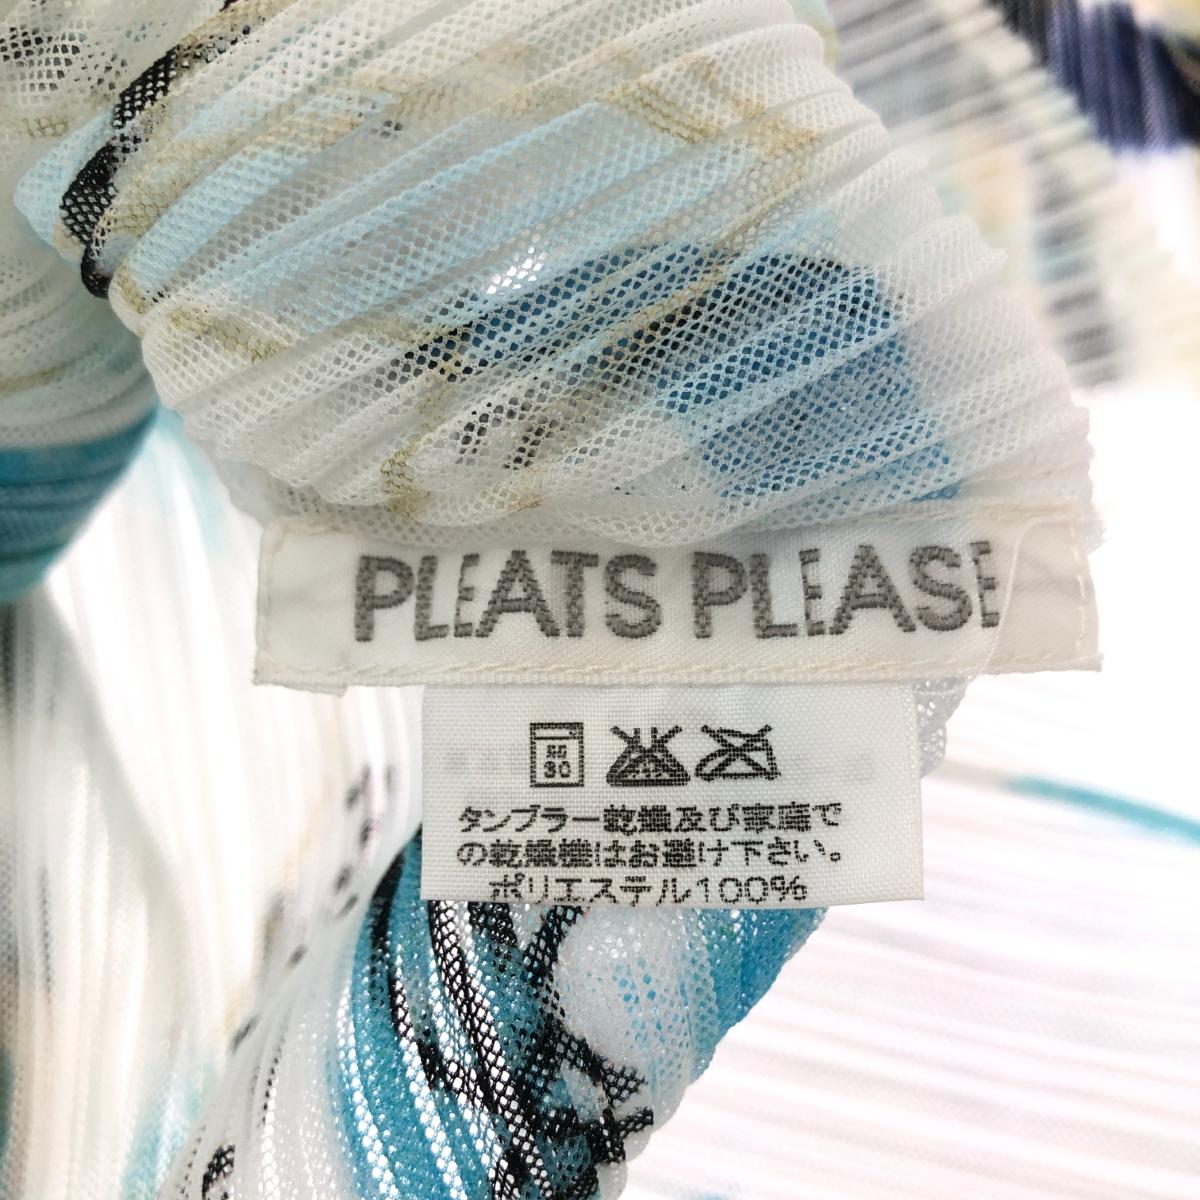 PLEATS PLEASE
30
タンブラー乾燥及び家庭で
の乾燥機はお避け下さい。
ポリエステル100%